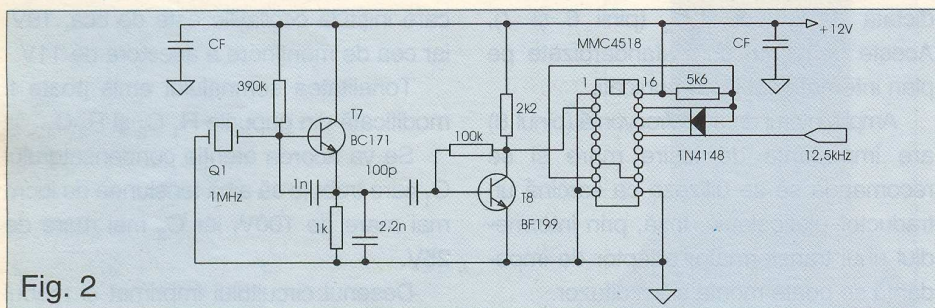 CF
+12V
MMC4518
CF
390k
1
16
5k6
T7
2k2
BC171
100k
1N4148
100p
12,5kHz
Q1
1n
1MHz
T8
1k
2,2n
BF199
Fig. 2